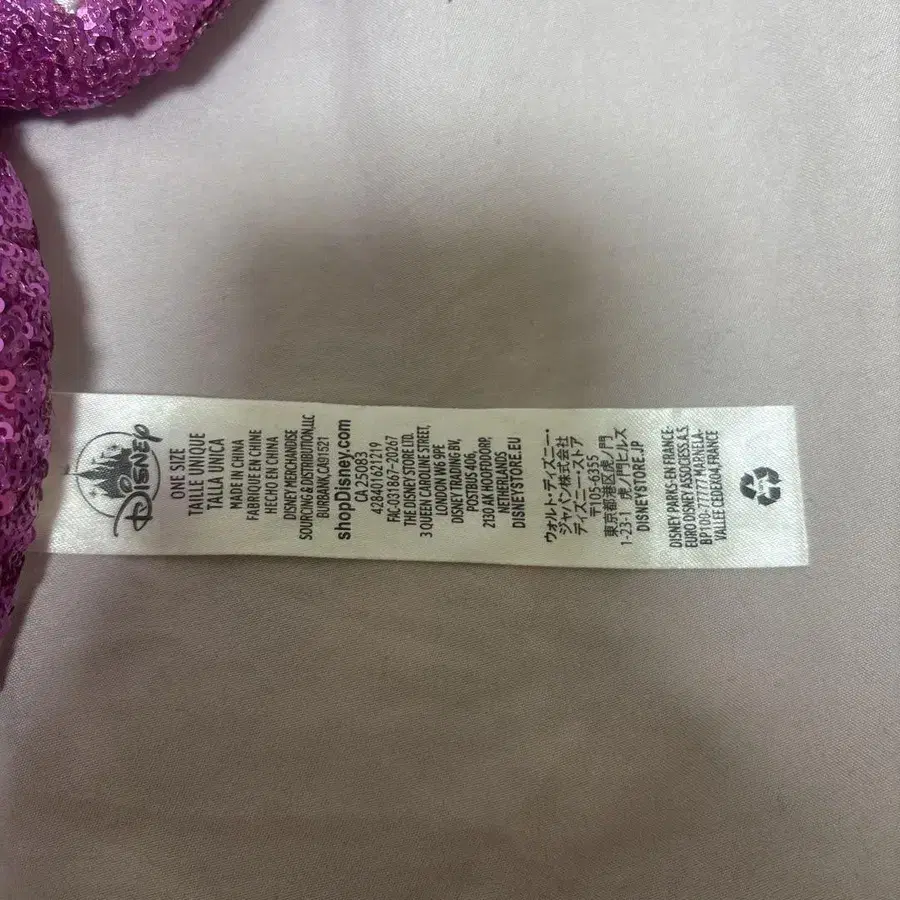 Disney
ONE SIZE
TAILLE UNIQUE
TALLA UNICA
MADE IN CHINA
FABRIQUE EN CHINE
HECHO EN CHINA
DISNEY MERCHANDISE
SOURCING & DISTRIBUTION,LLC
BURBANK,CA91521
shopDisney.com
CA 25083
428401621219
FAC-031867-20267
THE DISNEY STORE LTD.
3 QUEEN CAROLINE STREET,
LONDON W6 9PE
DISNEY TRADING BV,
POSTBUS 406,
2130 AK HOOFDDORP,
NETHERLANDS
DISNEYSTORE.EU
ウォルト・ディズニー・
ジャパン株式会社
ディズニー・ストア
〒105-6355
東京都港区虎ノ門
1-23-1 虎ノ門ヒルズ
DISNEYSTORE.JP
DISNEY PARKS-EN FRANCE-
EURO DISNEY ASSOCIES,S.A.S.
BP100-77777 MARNE LA
VALLEE CEDEX04,FRANCE